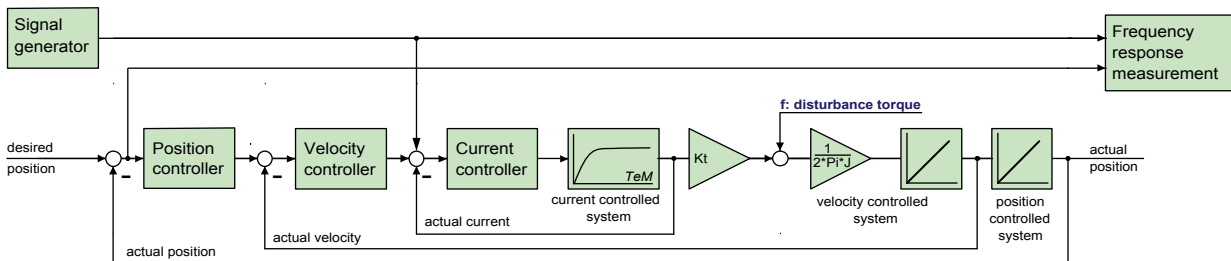 Signal
generator
Frequency
response
measurement
f: disturbance torque
desired
position
Position
controller
Velocity
controller
Current
controller
TeM
Kt
1
2*Pi*J
actual
position
current controlled
system
velocity controlled
system
position
controlled
system
actual current
actual velocity
actual position